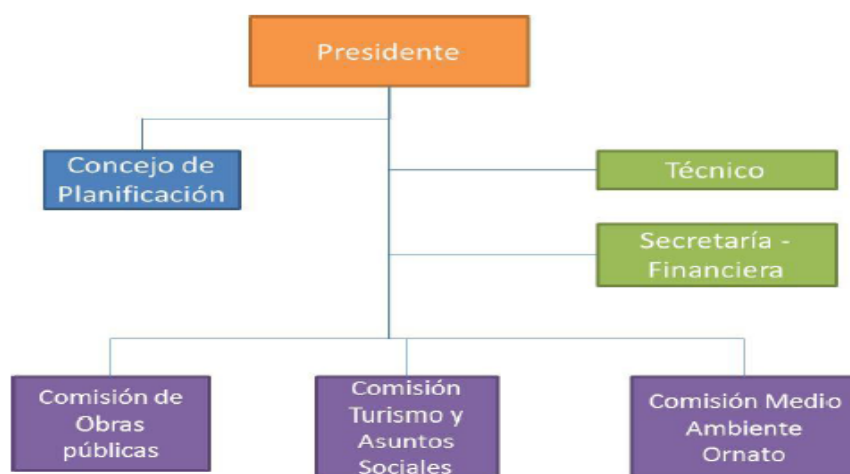 Presidente
Concejo de
Planificación
Técnico
Secretaría -
Financiera
Comisión de
Obras
públicas
Comisión
Turismo y
Asuntos
Sociales
Comisión Medio
Ambiente
Ornato